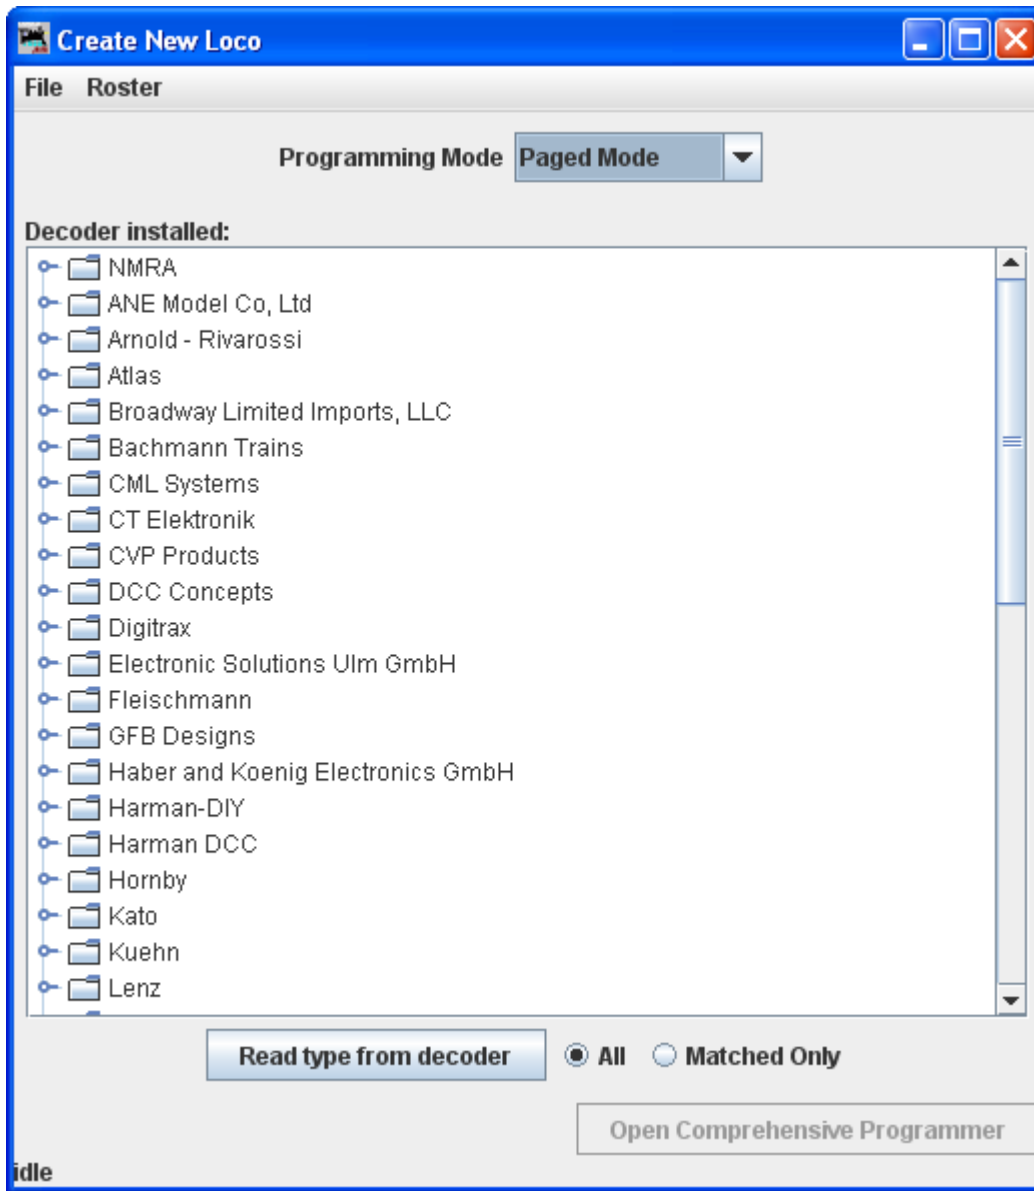 Create New Loco
File Roster
Programming Mode Paged Mode
Decoder installed:
NMRA
ANE Model Co, Ltd
Arnold - Rivarossi
Atlas
Broadway Limited Imports, LLC
Bachmann Trains
CML Systems
CT Elektronik
CVP Products
DCC Concepts
Digitrax
Electronic Solutions Ulm GmbH
Fleischmann
GFB Designs
Haber and Koenig Electronics GmbH
Harman-DIY
Harman DCC
Hornby
Kato
Kuehn
Lenz
Read type from decoder All Matched Only
Open Comprehensive Programmer
idle